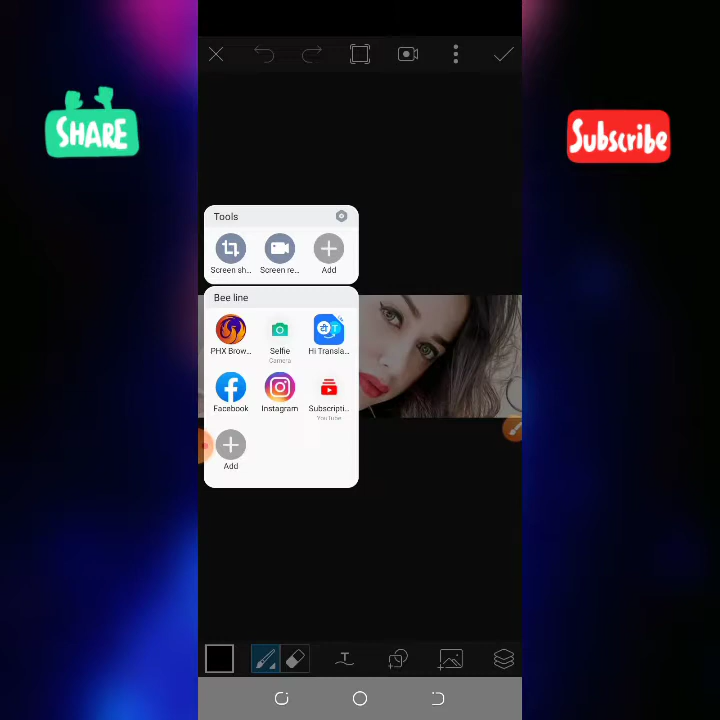 SHARE
Subscribe
Tools
Screen sh...
Screen re...
Add
Bee line
PHX Brow...
Selfie
Camera
Hi Transla...
Facebook
Instagram
Subscripti...
YouTube
Add
T